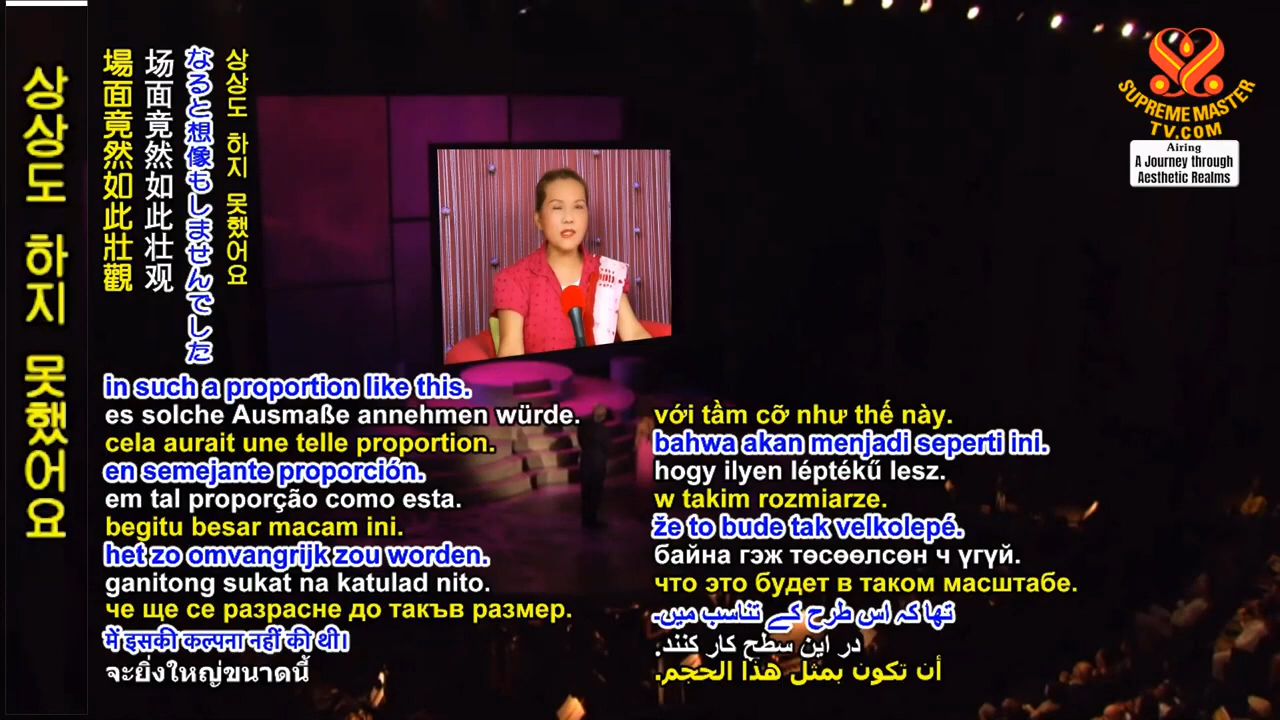 상상도 하지 못했어요
場面竟然如此壯觀
场面竟然如此壮观
なると想像もしませんでした
상상도 하지 못했어요
SUPREME MASTER
TV.COM
Airing
A Journey through
Aesthetic Realms
in such a proportion like this.
es solche Ausmaße annehmen würde.
cela aurait une telle proportion.
en semejante proporción.
em tal proporção como esta.
begitu besar macam ini.
het zo omvangrijk zou worden.
ganitong sukat na katulad nito.
че ще се разрасне до такъв размер.
में इसकी कल्पना नहीं की थी।
จะยิ่งใหญ่ขนาดนี้
với tầm cỡ như thế này.
bahwa akan menjadi seperti ini.
hogy ilyen léptékű lesz.
w takim rozmiarze.
že to bude tak velkolepé.
байна гэж төсөөлсөн ч үгүй.
что это будет в таком масштабе.
تھا کہ اس طرح کے تناسب میں۔
در این سطح کار کنند.
أن تكون بمثل هذا الحجم.